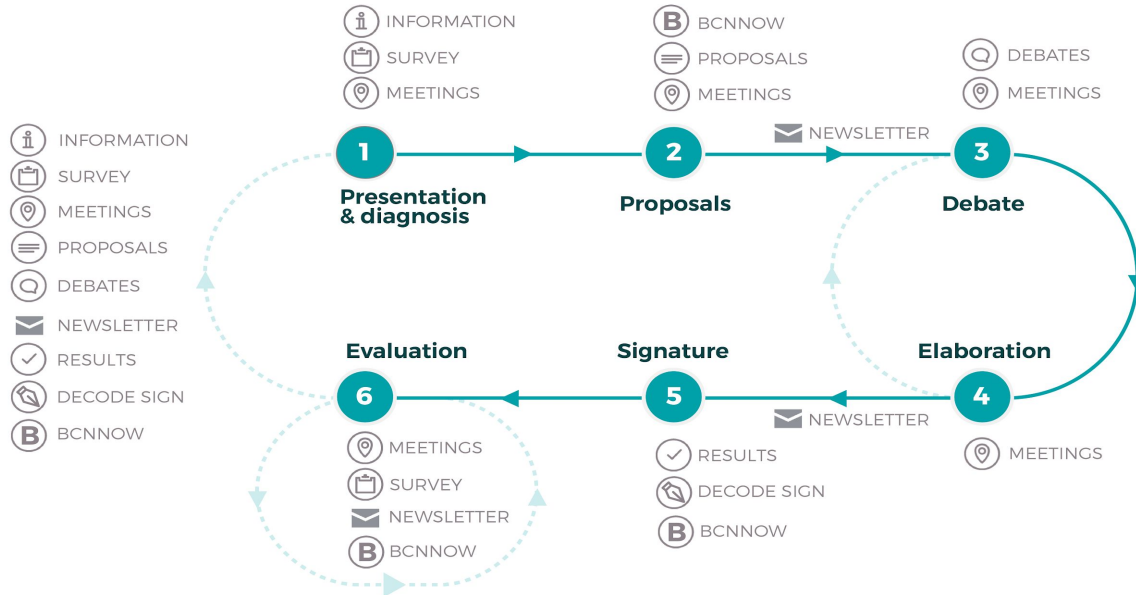 INFORMATION
SURVEY
MEETINGS
B BCNNOW
PROPOSALS
MEETINGS
DEBATES
MEETINGS
INFORMATION
SURVEY
MEETINGS
PROPOSALS
DEBATES
NEWSLETTER
RESULTS
DECODE SIGN
B BCNNOW
1
Presentation
& diagnosis
2
Proposals
NEWSLETTER
3
Debate
Evaluation
6
MEETINGS
SURVEY
NEWSLETTER
B BCNNOW
Signature
5
RESULTS
DECODE SIGN
B BCNNOW
NEWSLETTER
Elaboration
4
MEETINGS